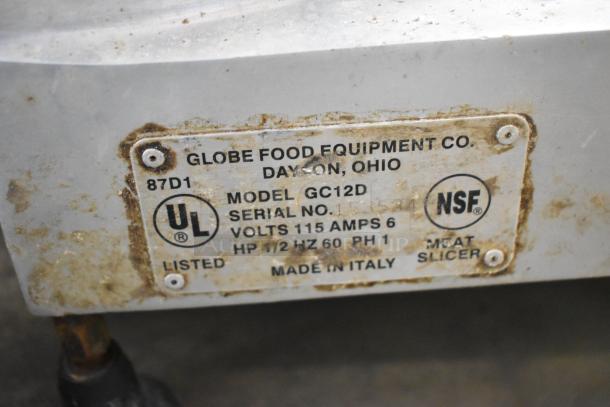 GLOBE FOOD EQUIPMENT CO.
DAYTON, OHIO
87D1
MODEL GC12D
SERIAL NO.
UL
®
NSF®
VOLTS 115 AMPS 6
HP 1/2 HZ 60 PH 1
LISTED
MEAT
SLICER
MADE IN ITALY